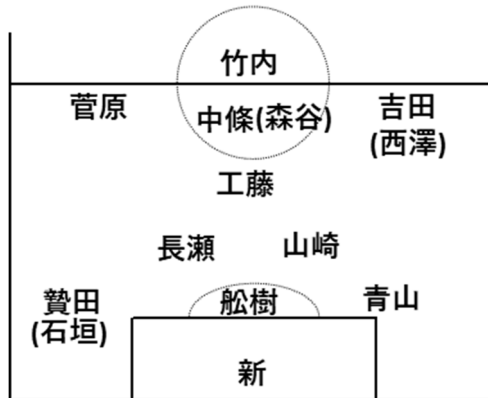 竹内
菅原
中條(森谷)
吉田
(西澤)
工藤
長瀬
山崎
贄田
(石垣)
舩樹
青山
新